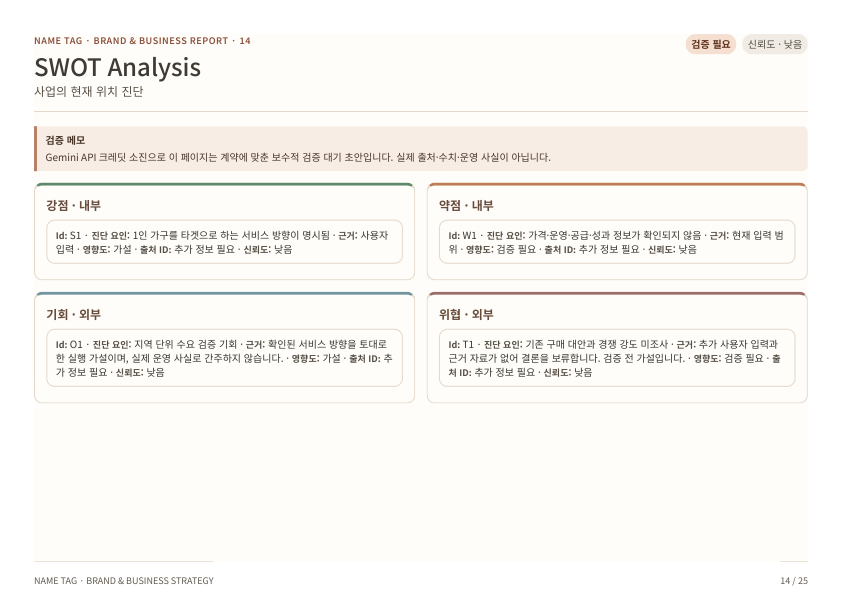 NAME TAG · BRAND & BUSINESS REPORT · 14
검증 필요
신뢰도 · 낮음
SWOT Analysis
사업의 현재 위치 진단
검증 메모
Gemini API 크레딧 소진으로 이 페이지는 계약에 맞춘 보수적 검증 대기 초안입니다. 실제 출처·수치·운영 사실이 아닙니다.
강점 · 내부
Id: S1 · 진단 요인: 1인 가구를 타겟으로 하는 서비스 방향이 명시됨 · 근거: 사용자
입력 · 영향도: 가설 · 출처 ID: 추가 정보 필요 · 신뢰도: 낮음
약점 · 내부
Id: W1 · 진단 요인: 가격·운영·공급·성과 정보가 확인되지 않음 · 근거: 현재 입력 범
위 · 영향도: 검증 필요 · 출처 ID: 추가 정보 필요 · 신뢰도: 낮음
기회 · 외부
Id: O1 · 진단 요인: 지역 단위 수요 검증 기회 · 근거: 확인된 서비스 방향을 토대로
한 실행 가설이며, 실제 운영 사실로 간주하지 않습니다. · 영향도: 가설 · 출처 ID: 추
가 정보 필요 · 신뢰도: 낮음
위협 · 외부
Id: T1 · 진단 요인: 기존 구매 대안과 경쟁 강도 미조사 · 근거: 추가 사용자 입력과
근거 자료가 없어 결론을 보류합니다. 검증 전 가설입니다. · 영향도: 검증 필요 · 출
처 ID: 추가 정보 필요 · 신뢰도: 낮음
NAME TAG · BRAND & BUSINESS STRATEGY
14 / 25